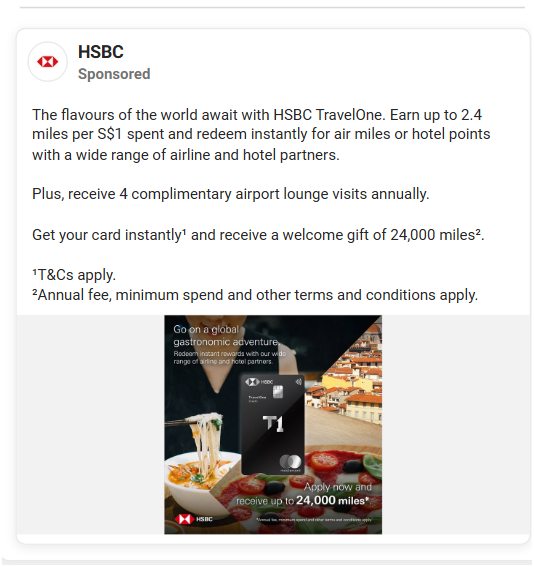 HSBC
Sponsored
The flavours of the world await with HSBC TravelOne. Earn up to 2.4
miles per S$1 spent and redeem instantly for air miles or hotel points
with a wide range of airline and hotel partners.
Plus, receive 4 complimentary airport lounge visits annually.
Get your card instantly¹ and receive a welcome gift of 24,000 miles².
¹T&Cs apply.
²Annual fee, minimum spend and other terms and conditions apply.
Go on a global
gastronomic adventure.
Redeem instant rewards with our wide
range of airline and hotel partners.
HSBC
TravelOne
T1
mastercard
Apply now and
receive up to 24,000 miles*.
HSBC
*Annual fee, minimum spend and other terms and conditions apply.